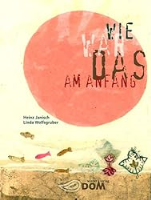 WIE
WAR
DAS
AM ANFANG
Heinz Janisch
Linda Wolfsgruber
DOM